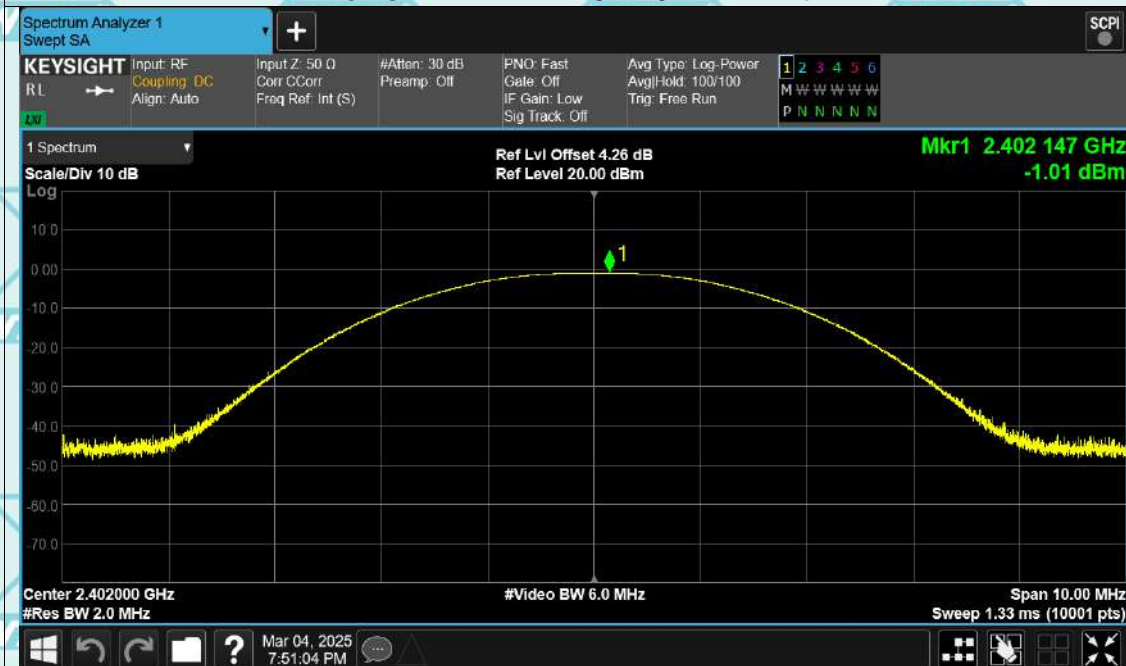 Spectrum Analyzer 1
Swept SA
+
SCPI
KEYSIGHT
RL
LXI
Input: RF
Coupling: DC
Align: Auto
Input Z: 50 Ω
Corr CCorr
Freq Ref: Int (S)
#Atten: 30 dB
Preamp: Off
PNO: Fast
Gate: Off
IF Gain: Low
Sig Track: Off
Avg Type: Log-Power
Avg|Hold: 100/100
Trig: Free Run
1 2 3 4 5 6
M W W W W W
P N N N N N
1 Spectrum
Scale/Div 10 dB
Log
Ref Lvl Offset 4.26 dB
Ref Level 20.00 dBm
Mkr1 2.402 147 GHz
-1.01 dBm
10.0
0.00
-10.0
-20.0
-30.0
-40.0
-50.0
-60.0
-70.0
1
Center 2.402000 GHz
#Res BW 2.0 MHz
#Video BW 6.0 MHz
Span 10.00 MHz
Sweep 1.33 ms (10001 pts)
?
Mar 04, 2025
7:51:04 PM